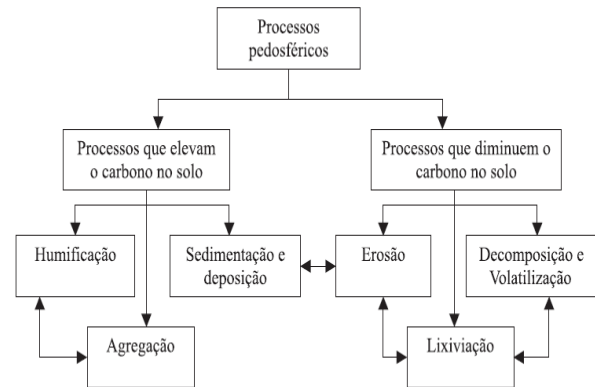 Processos
pedosféricos
Processos que elevam
o carbono no solo
Processos que diminuem o
carbono no solo
Humificação
Sedimentação e
deposição
Erosão
Decomposição e
Volatilização
Agregação
Lixiviação